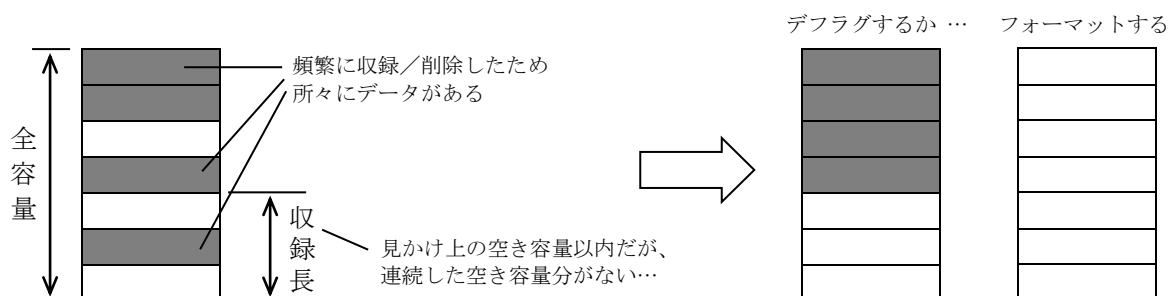 デフラグするか …
フォーマットする
頻繁に収録／削除したため
所々にデータがある
全容量
収録長
見かけ上の空き容量以内だが、
連続した空き容量分がない…